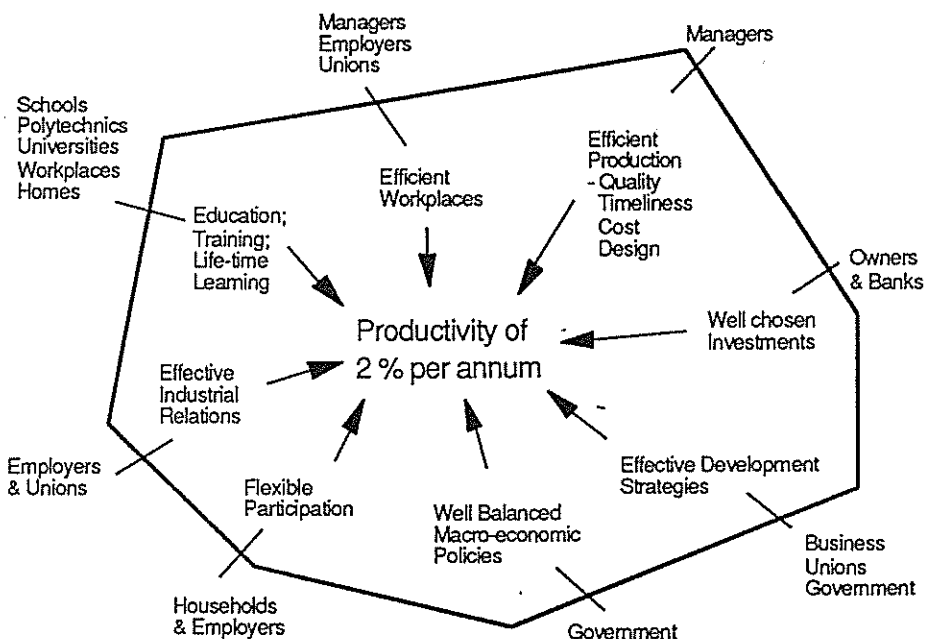 Managers
Employers
Unions
Managers
Schools
Polytechnics
Universities
Workplaces
Homes
Efficient
Workplaces
Efficient
Production
- Quality
Timeliness
Cost
Design
Education;
Training;
Life-time
Learning
Owners
& Banks
Well chosen
Investments
Productivity of
2 % per annum
Effective
Industrial
Relations
Employers
& Unions
Flexible
Participation
Well Balanced
Macro-economic
Policies
Effective Development
Strategies
Business
Unions
Government
Households
& Employers
Government